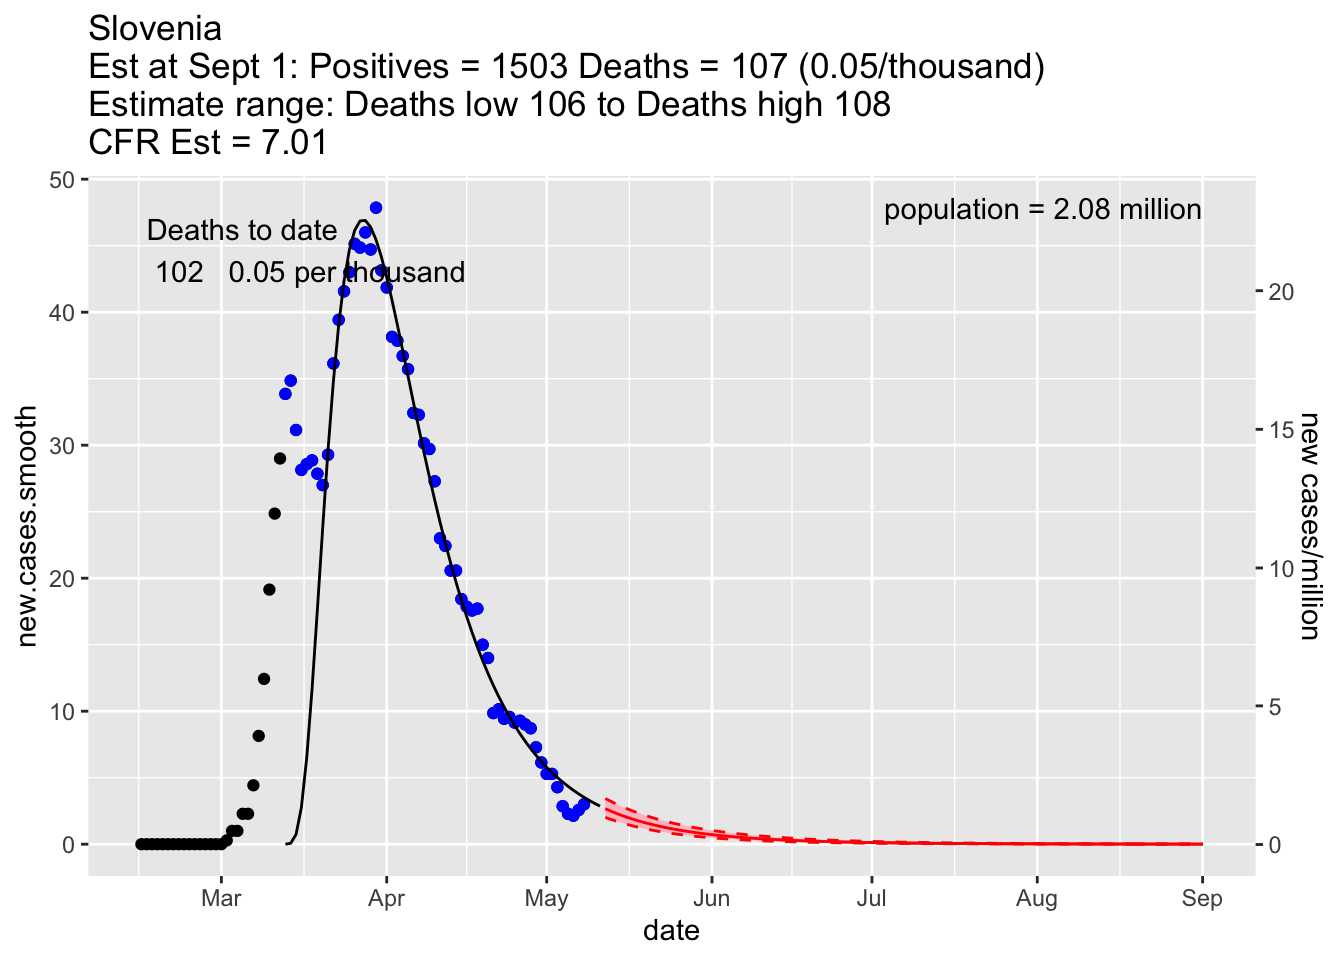 Slovenia
Est at Sept 1: Positives = 1503 Deaths = 107 (0.05/thousand)
Estimate range: Deaths low 106 to Deaths high 108
CFR Est = 7.01
50
40
30
20
10
0
new.cases.smooth
Deaths to date
102 0.05 per thousand
population = 2.08 million
20
15
10
5
0
new cases/million
Mar Apr May Jun Jul Aug Sep
date